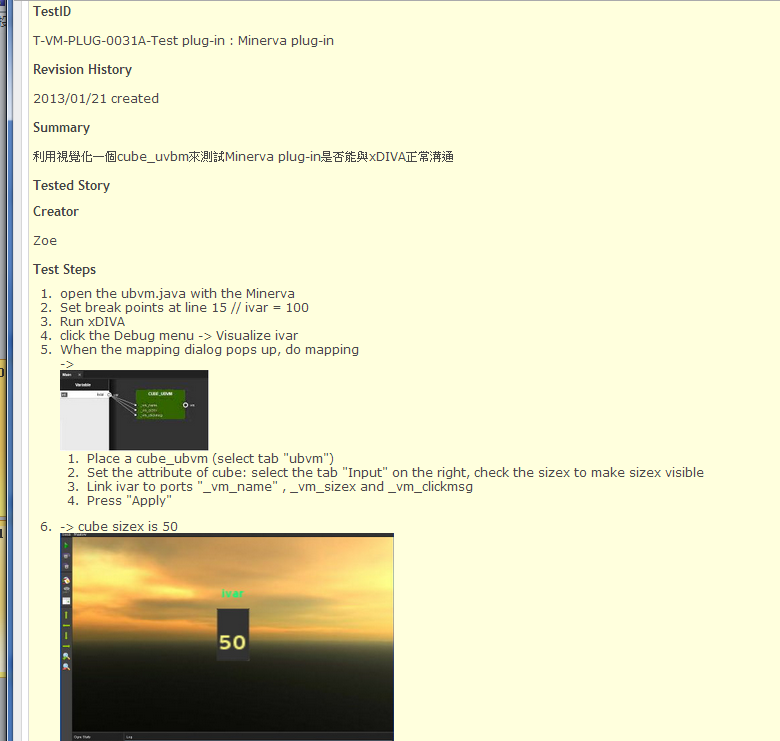 TestID
T-VM-PLUG-0031A-Test plug-in : Minerva plug-in
Revision History
2013/01/21 created
Summary
利用視覺化一個cube_uvbm來測試Minerva plug-in是否能與xDIVA正常溝通
Tested Story
Creator
Zoe
Test Steps
1. open the ubvm.java with the Minerva
2. Set break points at line 15 // ivar = 100
3. Run xDIVA
4. click the Debug menu -> Visualize ivar
5. When the mapping dialog pops up, do mapping
->
Main
Variable
CUBE_UBVM
_vm_name
_vm_sizex
_vm_clickmsg
1. Place a cube_ubvm (select tab "ubvm")
2. Set the attribute of cube: select the tab "Input" on the right, check the sizex to make sizex visible
3. Link ivar to ports "_vm_name" , _vm_sizex and _vm_clickmsg
4. Press "Apply"
6. -> cube sizex is 50
ivar
50
Log